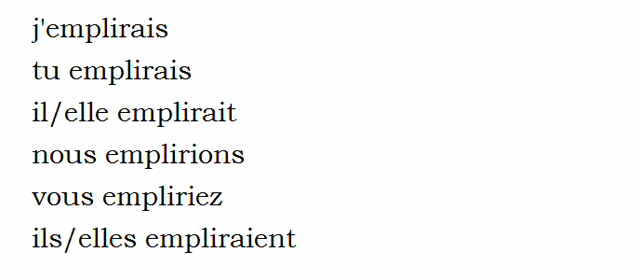 j'emplirais
tu emplirais
il/elle emplirait
nous emplirions
vous empliriez
ils/elles empliraient